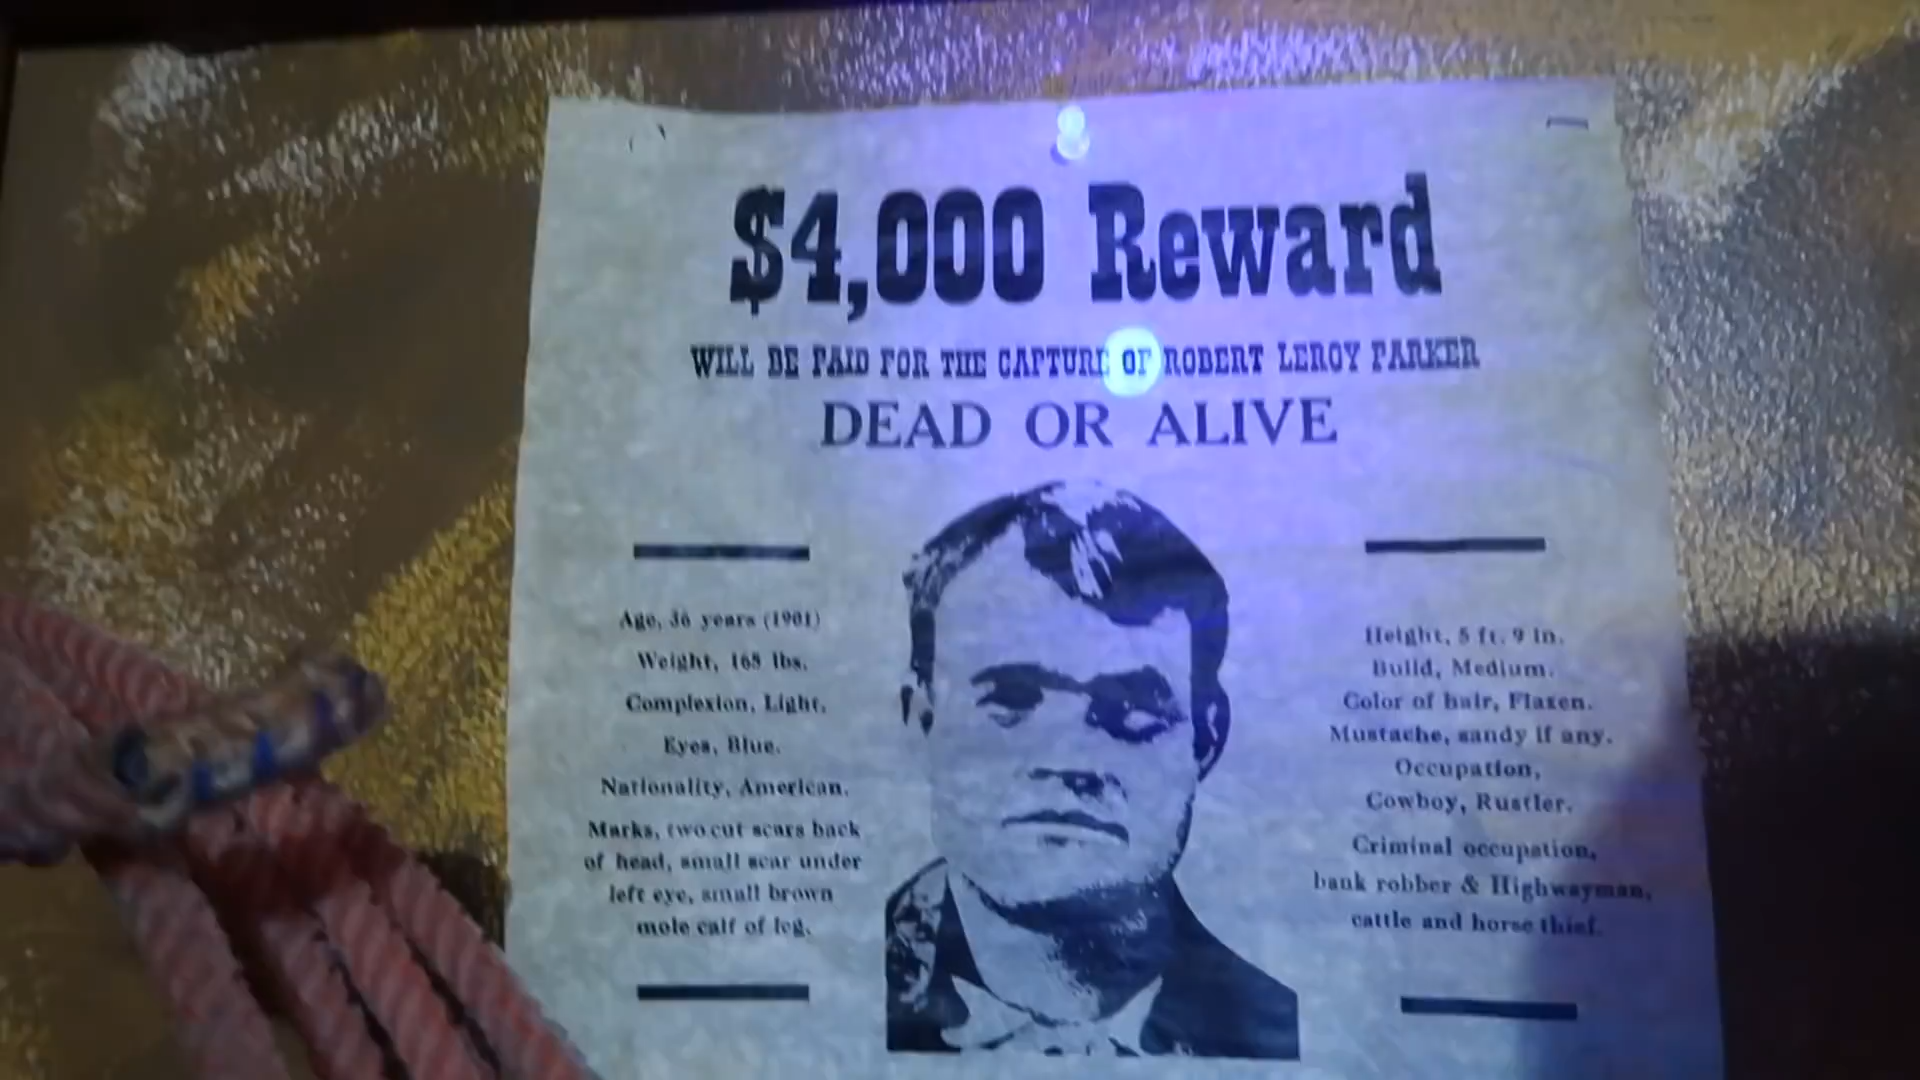 $4,000 Reward
WILL BE PAID FOR THE CAPTURE OF ROBERT LEROY PARKER
DEAD OR ALIVE
Age, 36 years (1901)
Weight, 165 lbs.
Complexion, Light.
Eyes, Blue.
Nationality, American.
Marks, two cut scars back
of head, small scar under
left eye, small brown
mole calf of leg.
Height, 5 ft. 9 in.
Build, Medium.
Color of hair, Flaxen.
Mustache, sandy if any.
Occupation,
Cowboy, Rustler.
Criminal occupation,
bank robber & Highwayman,
cattle and horse thief.